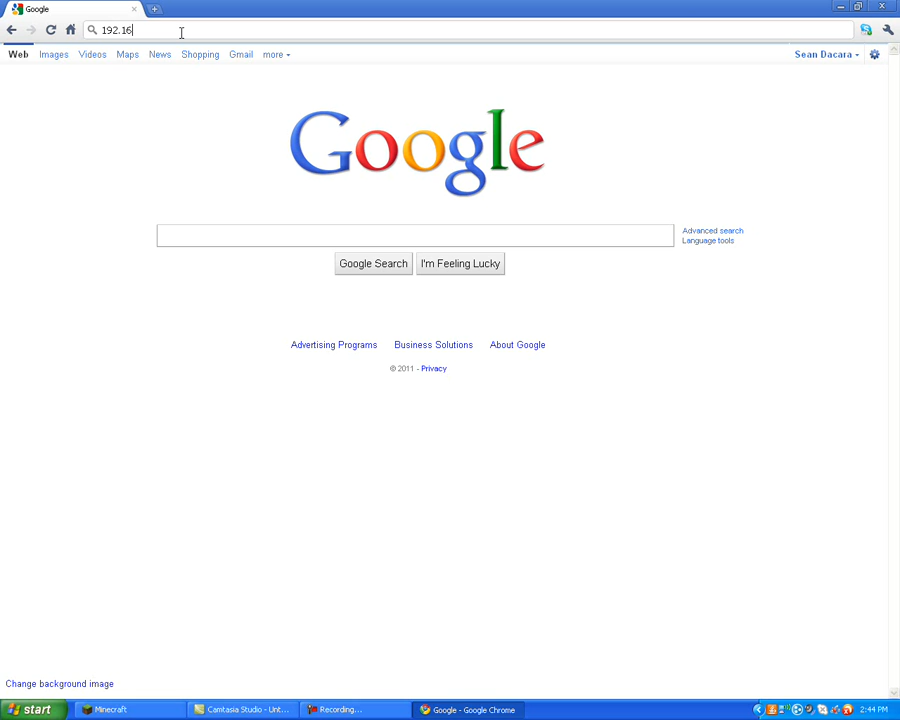 Google
192.16
Web Images Videos Maps News Shopping Gmail more Sean Dacara
Google
Advanced search
Language tools
Google Search I'm Feeling Lucky
Advertising Programs Business Solutions About Google
© 2011 - Privacy
Change background image
start Minecraft Camtasia Studio - Unt... Recording... Google - Google Chrome 2:44 PM